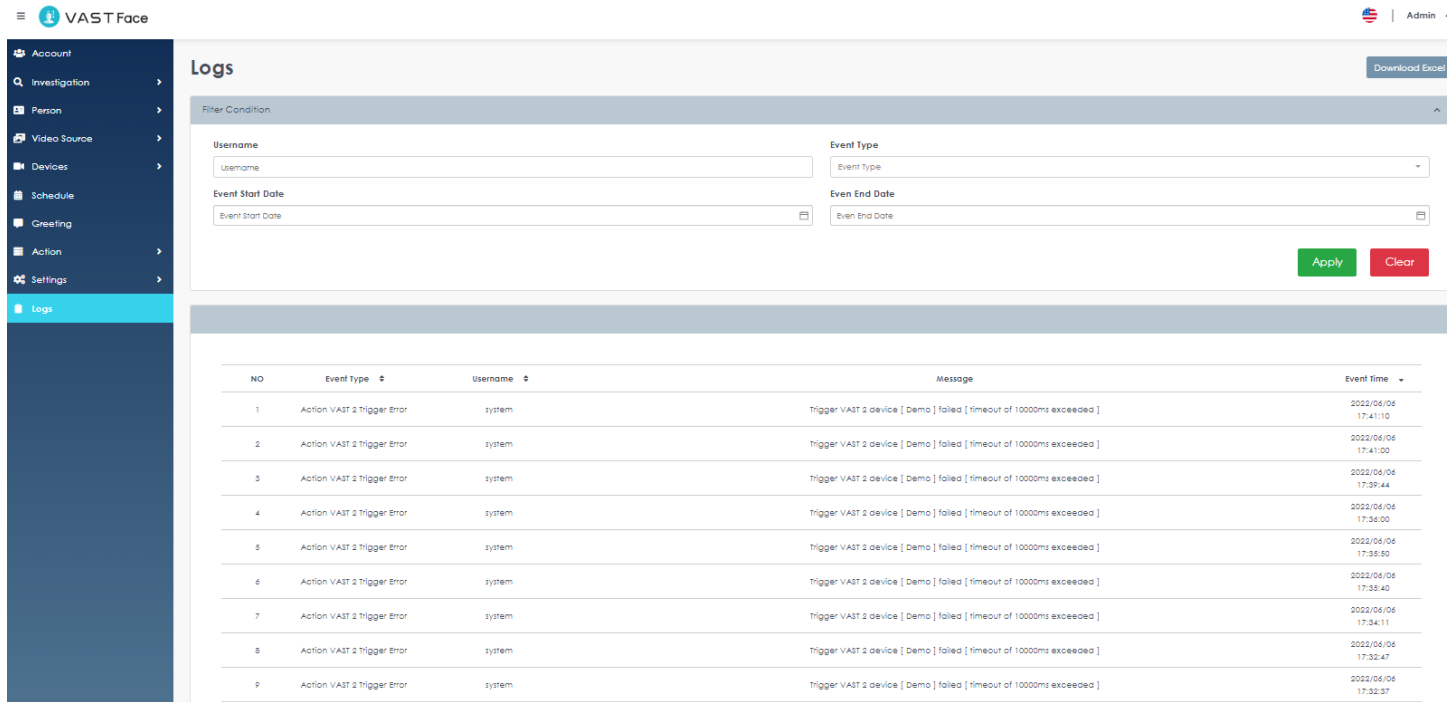 VAST Face
Admin
Account
Investigation
Person
Video Source
Devices
Schedule
Greeting
Action
Settings
Logs
Logs
Download Excel
Filter Condition
Username
Event Type
Username
Event Type
Event Start Date
Even End Date
Event Start Date
Even End Date
Apply
Clear
NO Event Type Username Message Event Time
1 Action VAST 2 Trigger Error system Trigger VAST 2 device [ Demo ] failed [ timeout of 10000ms exceeded ] 2022/06/06
17:41:10
2 Action VAST 2 Trigger Error system Trigger VAST 2 device [ Demo ] failed [ timeout of 10000ms exceeded ] 2022/06/06
17:41:00
3 Action VAST 2 Trigger Error system Trigger VAST 2 device [ Demo ] failed [ timeout of 10000ms exceeded ] 2022/06/06
17:39:44
4 Action VAST 2 Trigger Error system Trigger VAST 2 device [ Demo ] failed [ timeout of 10000ms exceeded ] 2022/06/06
17:36:00
5 Action VAST 2 Trigger Error system Trigger VAST 2 device [ Demo ] failed [ timeout of 10000ms exceeded ] 2022/06/06
17:35:50
6 Action VAST 2 Trigger Error system Trigger VAST 2 device [ Demo ] failed [ timeout of 10000ms exceeded ] 2022/06/06
17:35:40
7 Action VAST 2 Trigger Error system Trigger VAST 2 device [ Demo ] failed [ timeout of 10000ms exceeded ] 2022/06/06
17:34:11
8 Action VAST 2 Trigger Error system Trigger VAST 2 device [ Demo ] failed [ timeout of 10000ms exceeded ] 2022/06/06
17:32:47
9 Action VAST 2 Trigger Error system Trigger VAST 2 device [ Demo ] failed [ timeout of 10000ms exceeded ] 2022/06/06
17:32:37